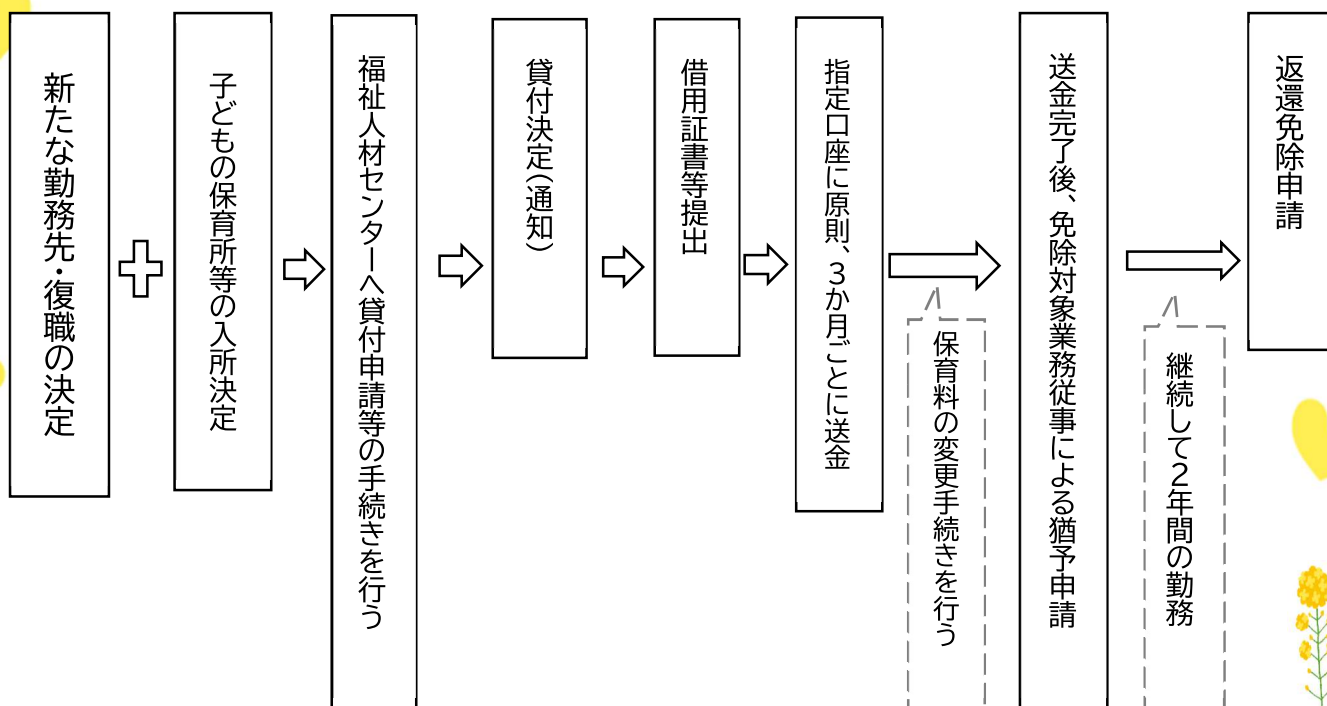 新たな勤務先・復職の決定
子どもの保育所等の入所決定
福祉人材センターへ貸付申請等の手続きを行う
貸付決定(通知)
借用証書等提出
指定口座に原則、3か月ごとに送金
保育料の変更手続きを行う
送金完了後、免除対象業務従事による猶予申請
継続して2年間の勤務
返還免除申請